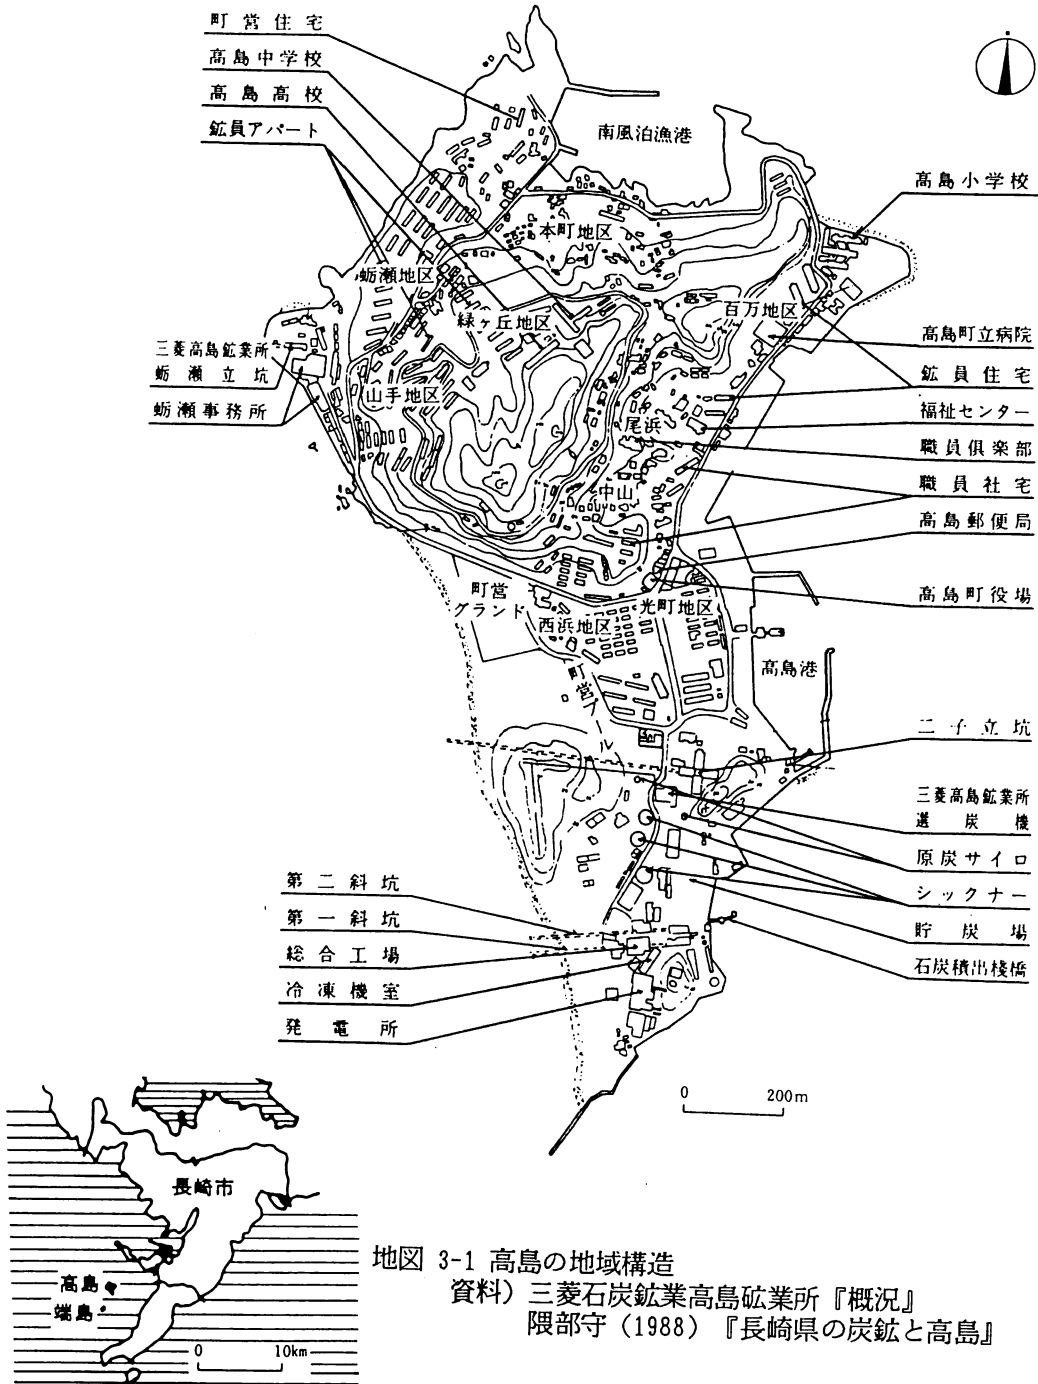 町営住宅
高島中学校
高島高校
鉱員アパート
南風泊漁港
高島小学校
本町地区
蛎瀬地区
緑ヶ丘地区
百万地区
三菱高島鉱業所
蛎瀬立坑
蛎瀬事務所
山手地区
高島町立病院
鉱員住宅
尾浜
福祉センター
職員倶楽部
中山
職員社宅
高島郵便局
町営
グランド
西浜地区
光町地区
高島町役場
町営プール
高島港
二子立坑
三菱高島鉱業所
選炭機
原炭サイロ
シックナー
貯炭場
石炭積出棧橋
第二斜坑
第一斜坑
総合工場
冷凍機室
発電所
0 200m
長崎市
高島
端島
0 10km
地図 3-1 高島の地域構造
資料）三菱石炭鉱業高島砿業所『概況』
隈部守（1988）『長崎県の炭鉱と高島』